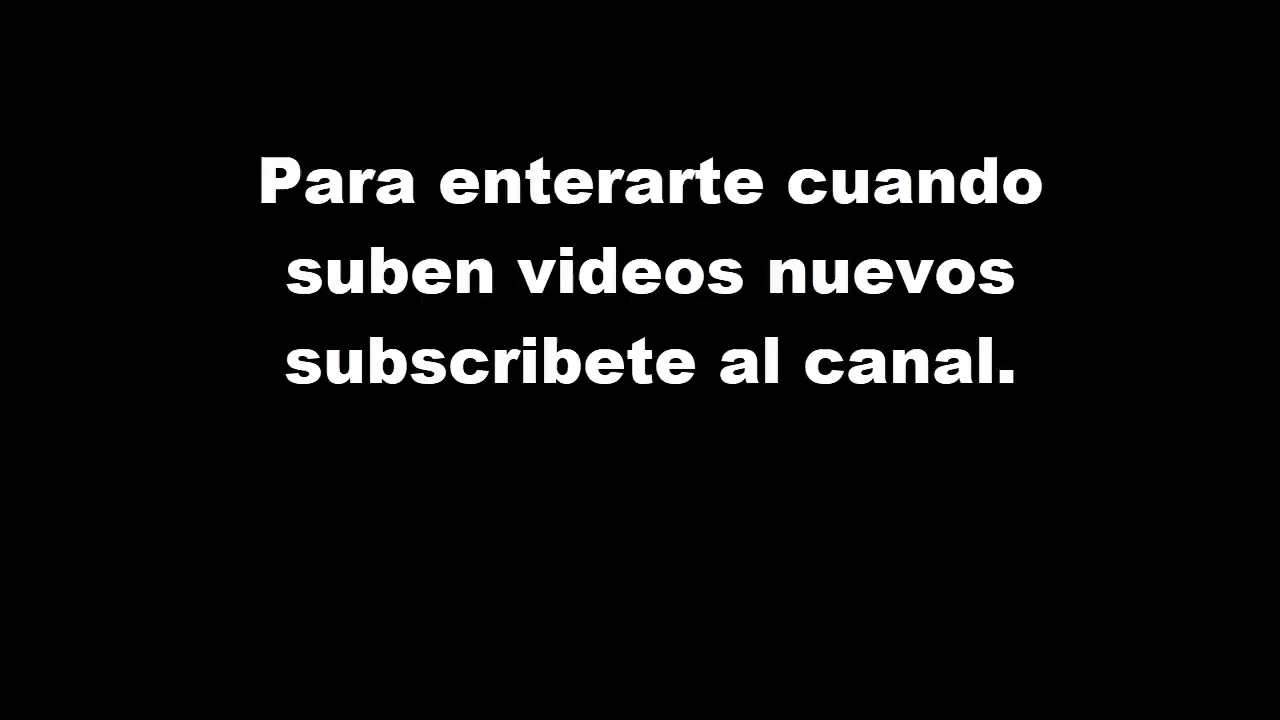 Para enterarte cuando
suben videos nuevos
subscribete al canal.